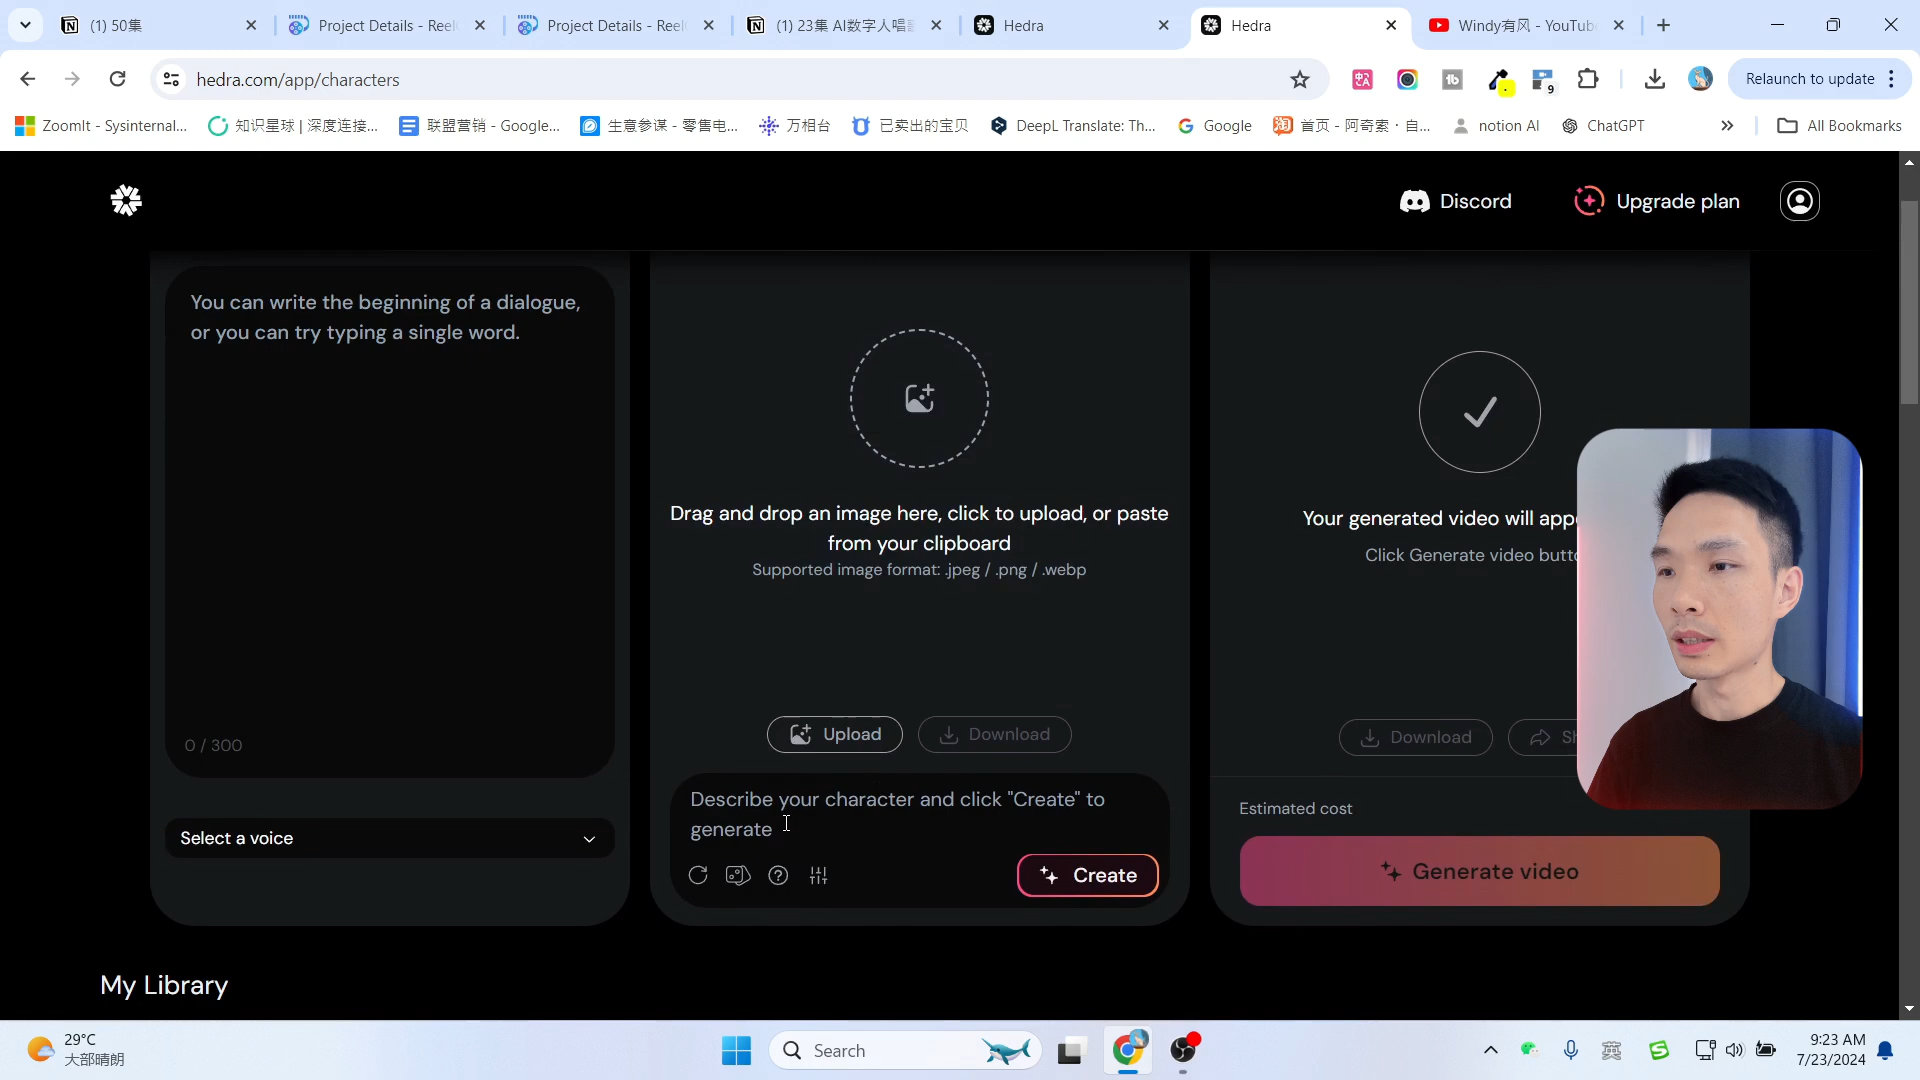 (1) 50集
Project Details - Reel
Project Details - Reel
(1) 23集 AI数字人唱
Hedra
Hedra
Windy有风 - YouTub
hedra.com/app/characters
Relaunch to update
9
ZoomIt - Sysinternal...
知识星球 | 深度连接...
联盟营销 - Google...
生意参谋 - 零售电...
万相台
已卖出的宝贝
DeepL Translate: Th...
Google
首页 - 阿奇索 · 自...
notion AI
ChatGPT
All Bookmarks
Discord
Upgrade plan
You can write the beginning of a dialogue,
or you can try typing a single word.
0 / 300
Select a voice
Drag and drop an image here, click to upload, or paste
from your clipboard
Supported image format: .jpeg / .png / .webp
Upload
Download
Describe your character and click "Create" to
generate
Create
Your generated video will app
Click Generate video butt
Download
Sh
Estimated cost
Generate video
My Library
29°C
大部晴朗
Search
英
9:23 AM
7/23/2024